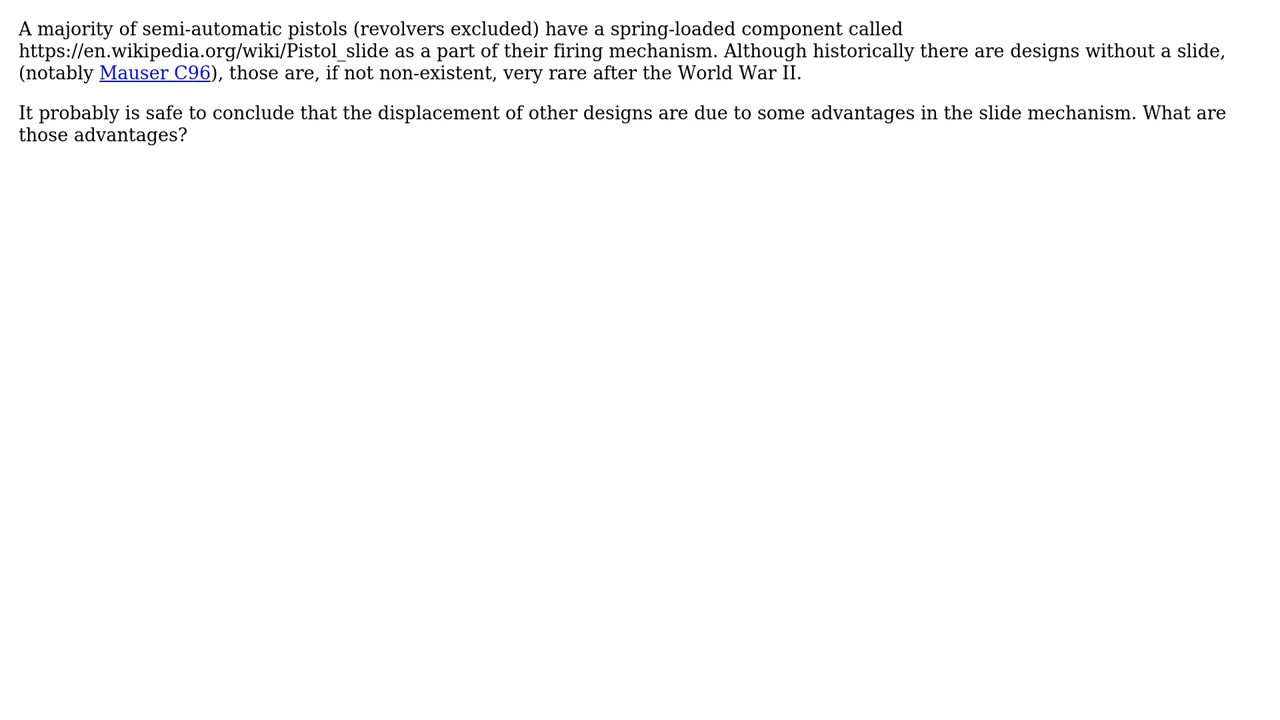 A majority of semi-automatic pistols (revolvers excluded) have a spring-loaded component called
https://en.wikipedia.org/wiki/Pistol_slide as a part of their firing mechanism. Although historically there are designs without a slide,
(notably Mauser C96), those are, if not non-existent, very rare after the World War II.
It probably is safe to conclude that the displacement of other designs are due to some advantages in the slide mechanism. What are
those advantages?